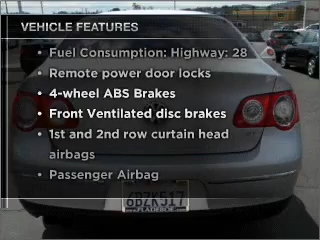 VEHICLE FEATURES
• Fuel Consumption: Highway: 28
• Remote power door locks
• 4-wheel ABS Brakes
• Front Ventilated disc brakes
• 1st and 2nd row curtain head
airbags
• Passenger Airbag
6BZK517